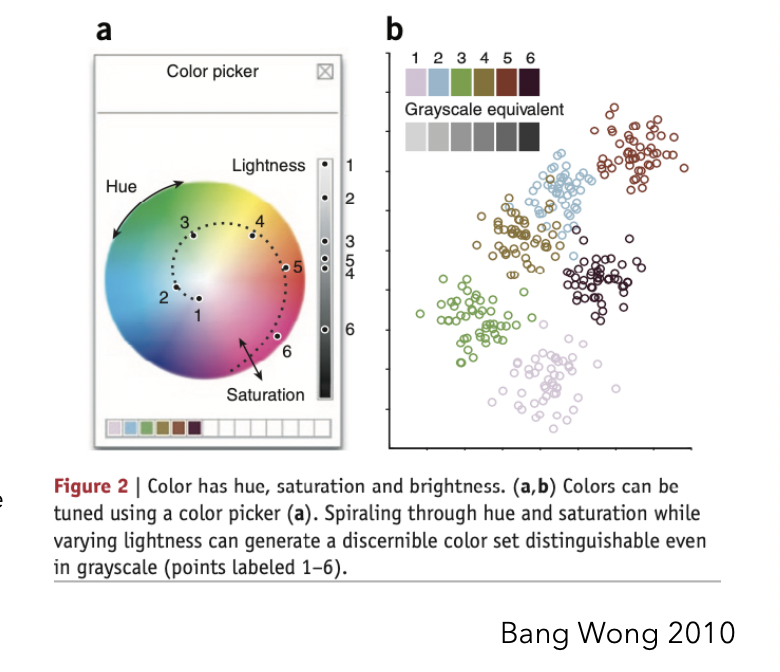 a
Color picker
Lightness
Hue
1
2
3
5
4
6
3
4
5
2
1
6
Saturation
b
1 2 3 4 5 6
Grayscale equivalent
e
Figure 2 | Color has hue, saturation and brightness. (a,b) Colors can be
tuned using a color picker (a). Spiraling through hue and saturation while
varying lightness can generate a discernible color set distinguishable even
in grayscale (points labeled 1–6).
Bang Wong 2010